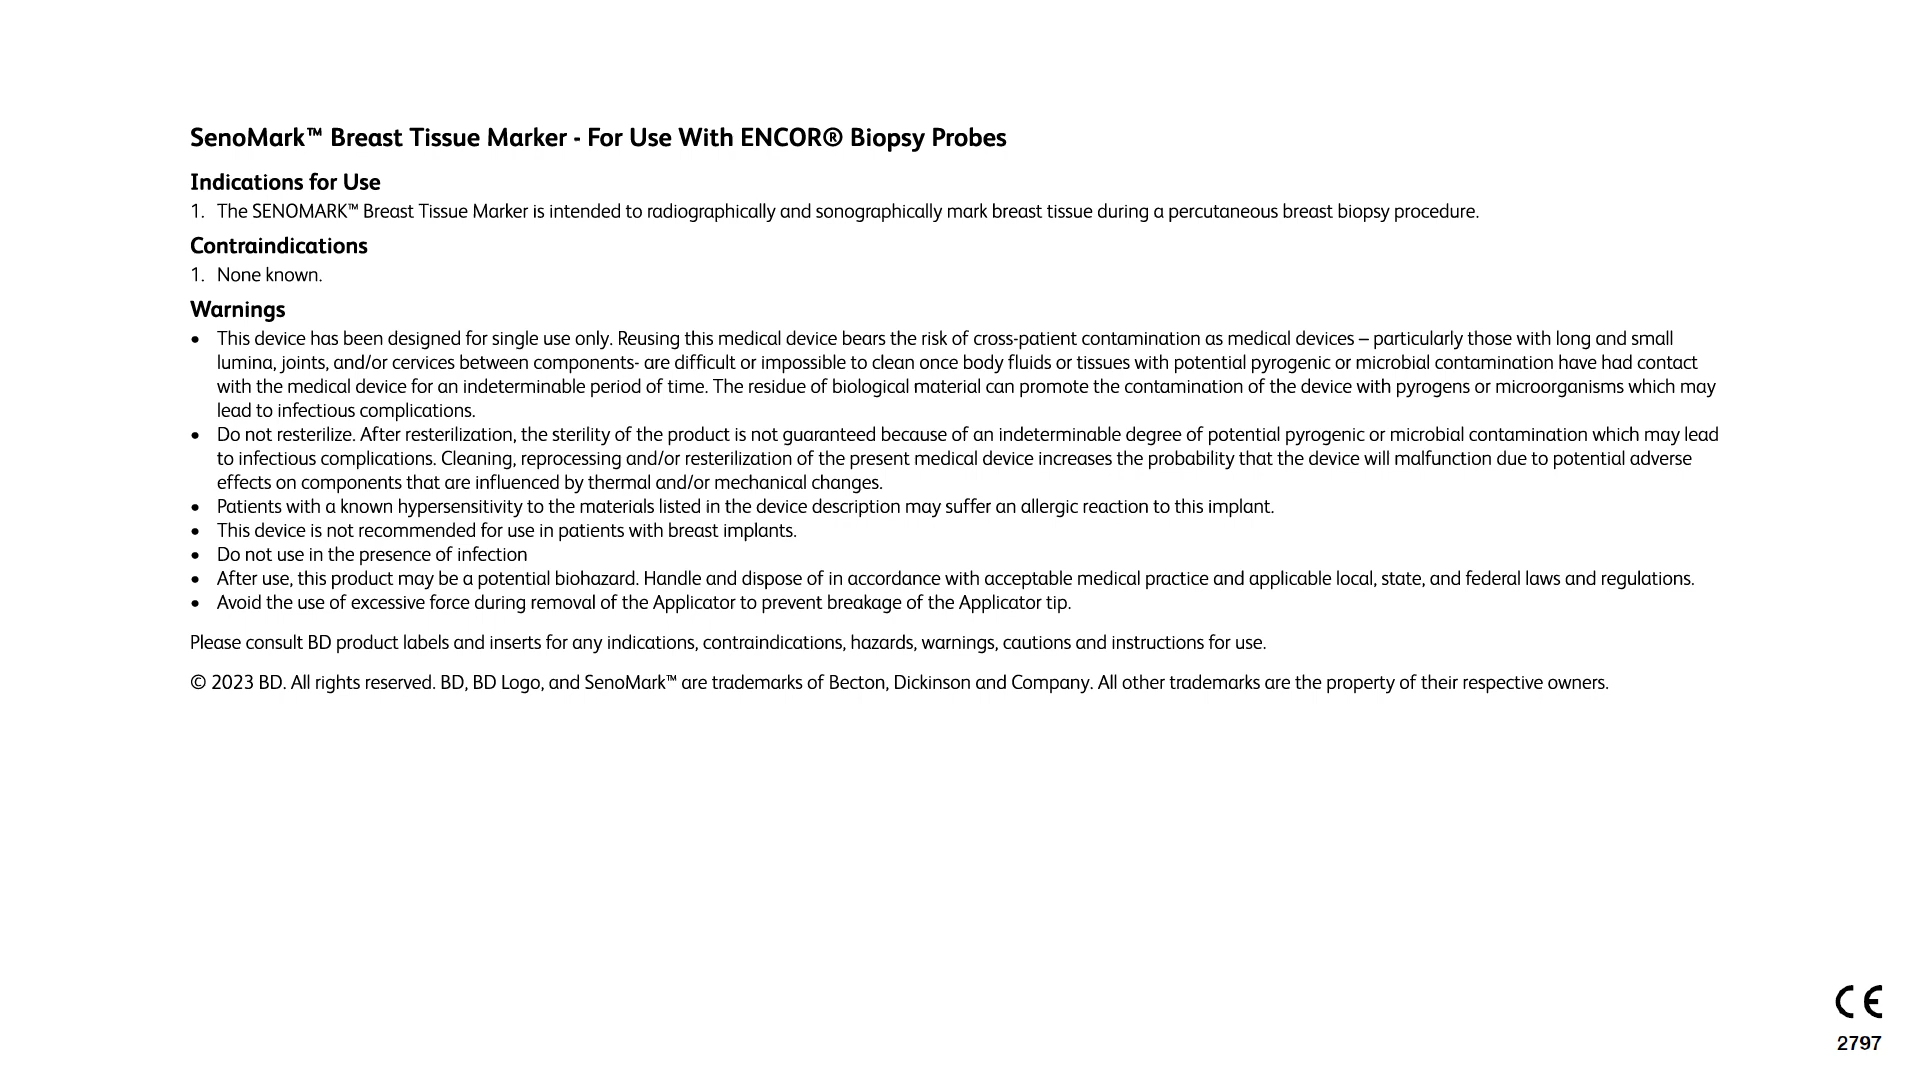 SenoMark™ Breast Tissue Marker - For Use With ENCOR® Biopsy Probes
Indications for Use
1. The SENOMARK™ Breast Tissue Marker is intended to radiographically and sonographically mark breast tissue during a percutaneous breast biopsy procedure.
Contraindications
1. None known.
Warnings
• This device has been designed for single use only. Reusing this medical device bears the risk of cross-patient contamination as medical devices – particularly those with long and small
lumina, joints, and/or cervices between components- are difficult or impossible to clean once body fluids or tissues with potential pyrogenic or microbial contamination have had contact
with the medical device for an indeterminable period of time. The residue of biological material can promote the contamination of the device with pyrogens or microorganisms which may
lead to infectious complications.
• Do not resterilize. After resterilization, the sterility of the product is not guaranteed because of an indeterminable degree of potential pyrogenic or microbial contamination which may lead
to infectious complications. Cleaning, reprocessing and/or resterilization of the present medical device increases the probability that the device will malfunction due to potential adverse
effects on components that are influenced by thermal and/or mechanical changes.
• Patients with a known hypersensitivity to the materials listed in the device description may suffer an allergic reaction to this implant.
• This device is not recommended for use in patients with breast implants.
• Do not use in the presence of infection
• After use, this product may be a potential biohazard. Handle and dispose of in accordance with acceptable medical practice and applicable local, state, and federal laws and regulations.
• Avoid the use of excessive force during removal of the Applicator to prevent breakage of the Applicator tip.
Please consult BD product labels and inserts for any indications, contraindications, hazards, warnings, cautions and instructions for use.
© 2023 BD. All rights reserved. BD, BD Logo, and SenoMark™ are trademarks of Becton, Dickinson and Company. All other trademarks are the property of their respective owners.
CE
2797